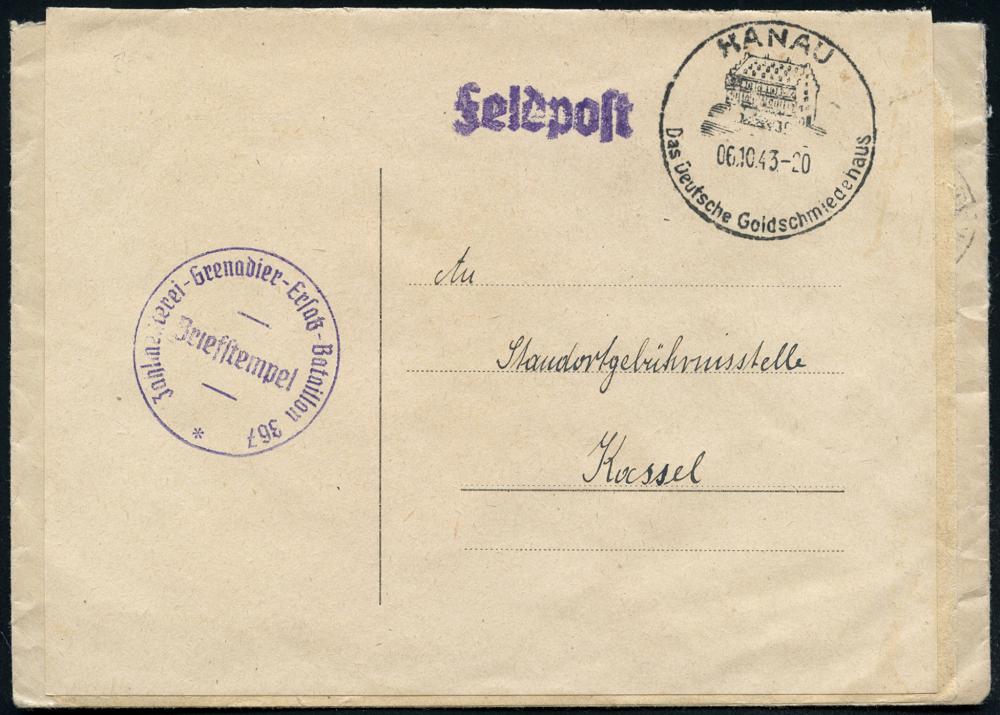 Feldpost
HANAU
06.10.43.-20
Das Deutsche Goldschmiedehaus
-Grenadier-Ersatz-Bataillon 367
*
Briefstempel
An
Standortgebührnisstelle
Kassel